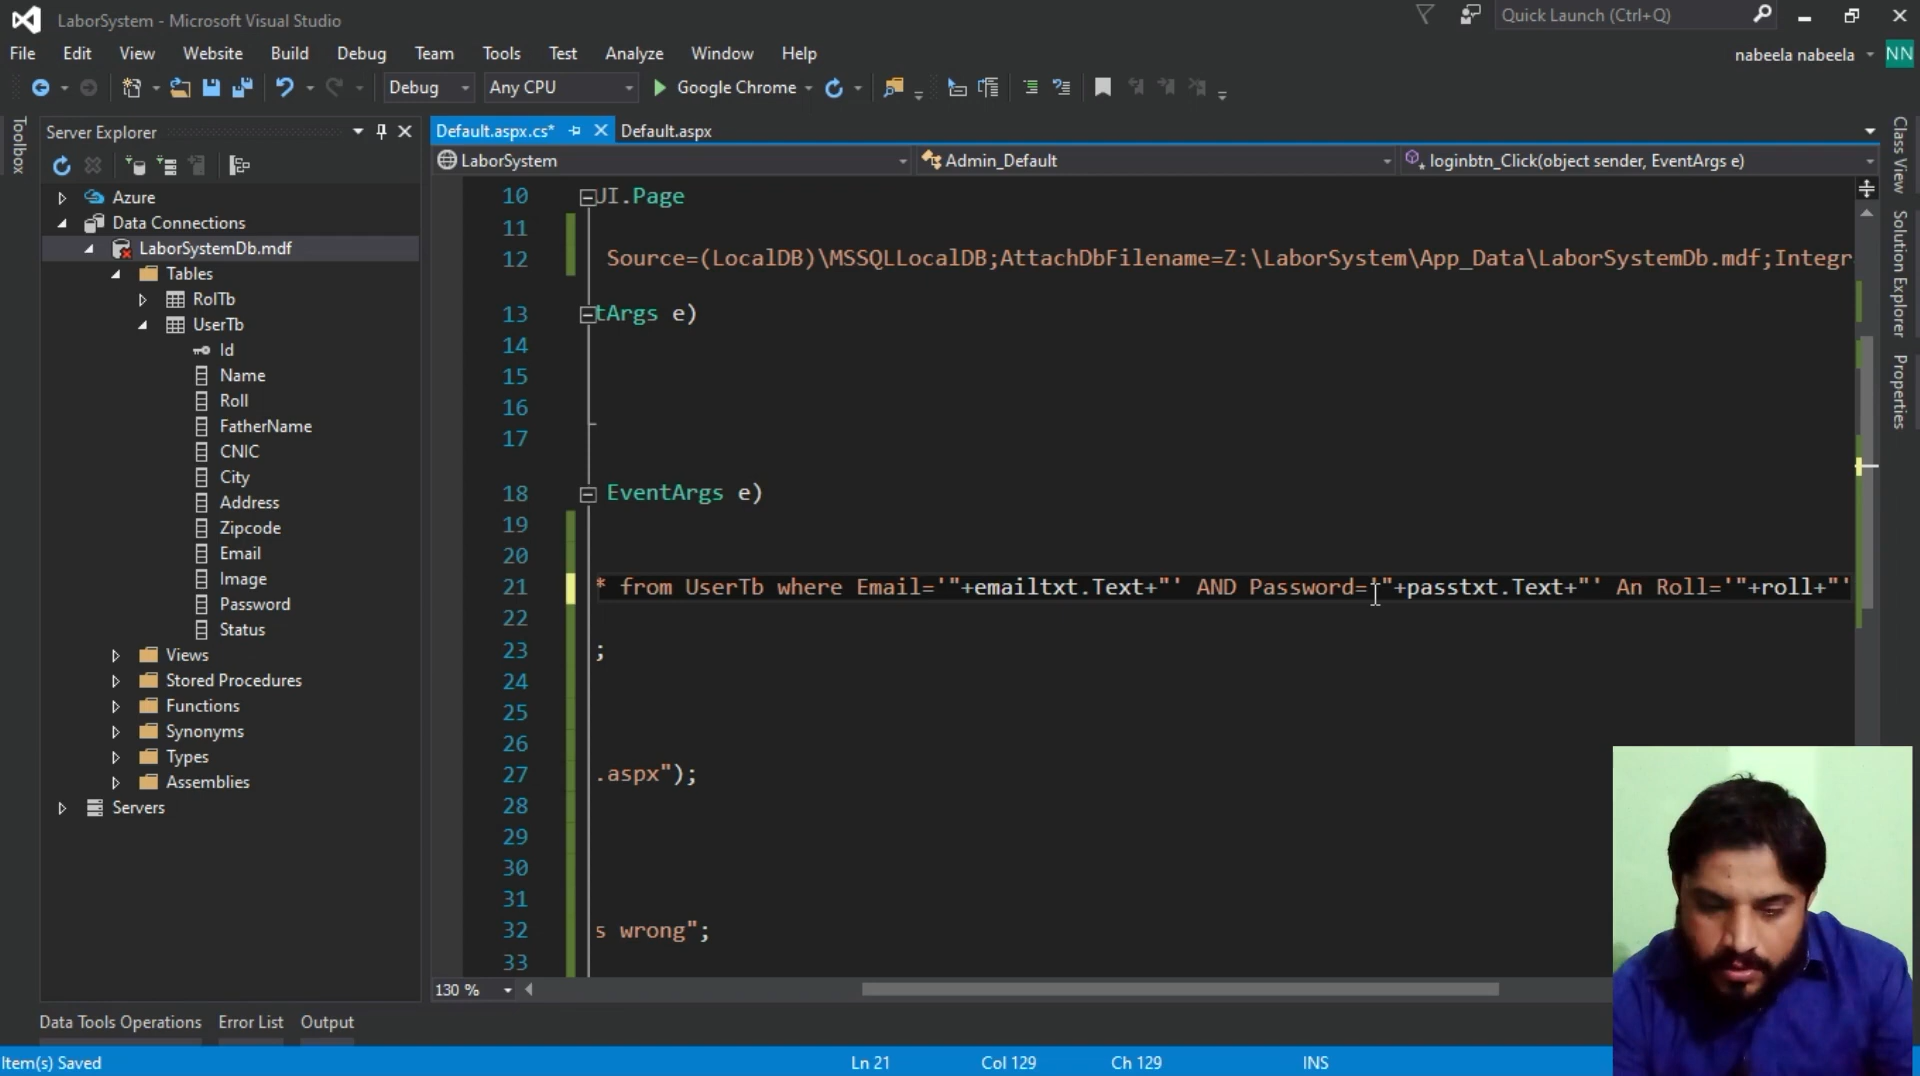 LaborSystem - Microsoft Visual Studio
Quick Launch (Ctrl+Q)
File Edit View Website Build Debug Team Tools Test Analyze Window Help
nabeela nabeela NN
Debug Any CPU Google Chrome
Toolbox
Server Explorer
Default.aspx.cs* Default.aspx
LaborSystem Admin_Default loginbtn_Click(object sender, EventArgs e)
Class View
Solution Explorer
Properties
Azure
Data Connections
LaborSystemDb.mdf
Tables
RolTb
UserTb
Id
Name
Roll
FatherName
CNIC
City
Address
Zipcode
Email
Image
Password
Status
Views
Stored Procedures
Functions
Synonyms
Types
Assemblies
Servers
10 UI.Page
11
12 Source=(LocalDB)\MSSQLLocalDB;AttachDbFilename=Z:\LaborSystem\App_Data\LaborSystemDb.mdf;Integr
13 tArgs e)
14
15
16
17
18 EventArgs e)
19
20
21 * from UserTb where Email='"+emailtxt.Text+"' AND Password='"+passtxt.Text+"' An Roll='"+roll+"'
22
23 ;
24
25
26
27 .aspx");
28
29
30
31
32 s wrong";
33
130 %
Data Tools Operations Error List Output
Item(s) Saved Ln 21 Col 129 Ch 129 INS